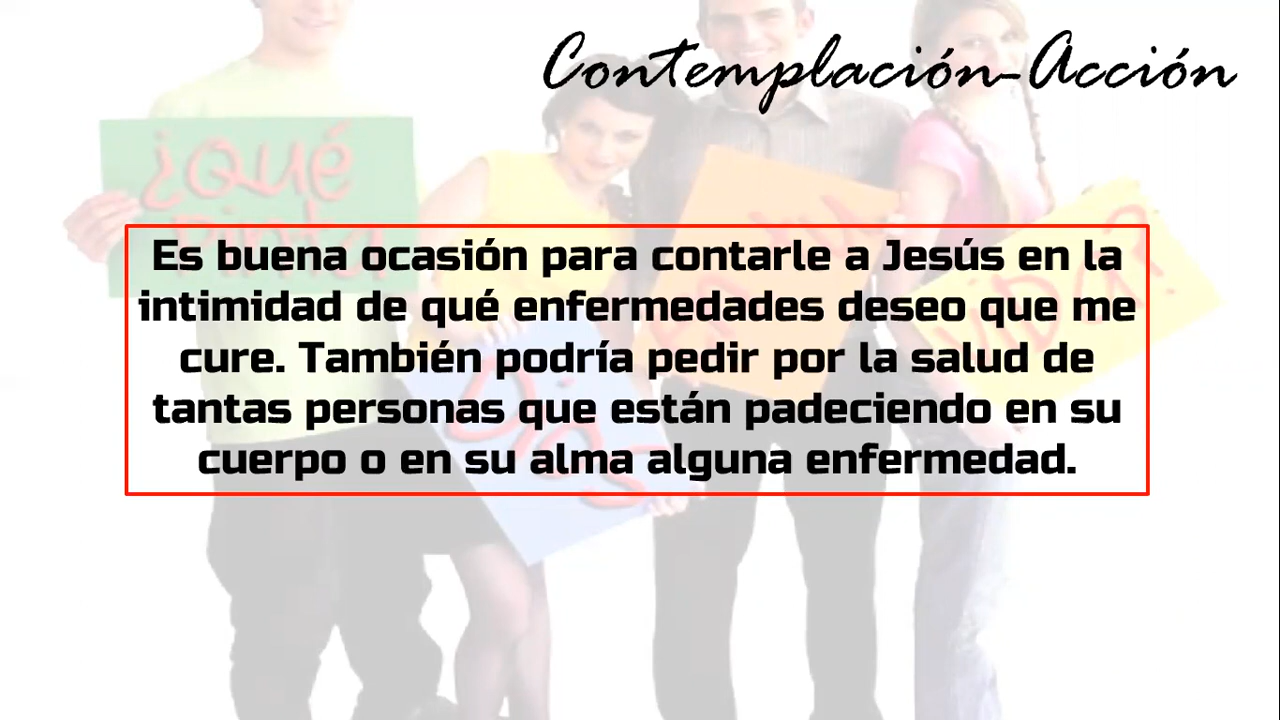 Contemplación-Acción
¿Qué
Es buena ocasión para contarle a Jesús en la
intimidad de qué enfermedades deseo que me
cure. También podría pedir por la salud de
tantas personas que están padeciendo en su
cuerpo o en su alma alguna enfermedad.